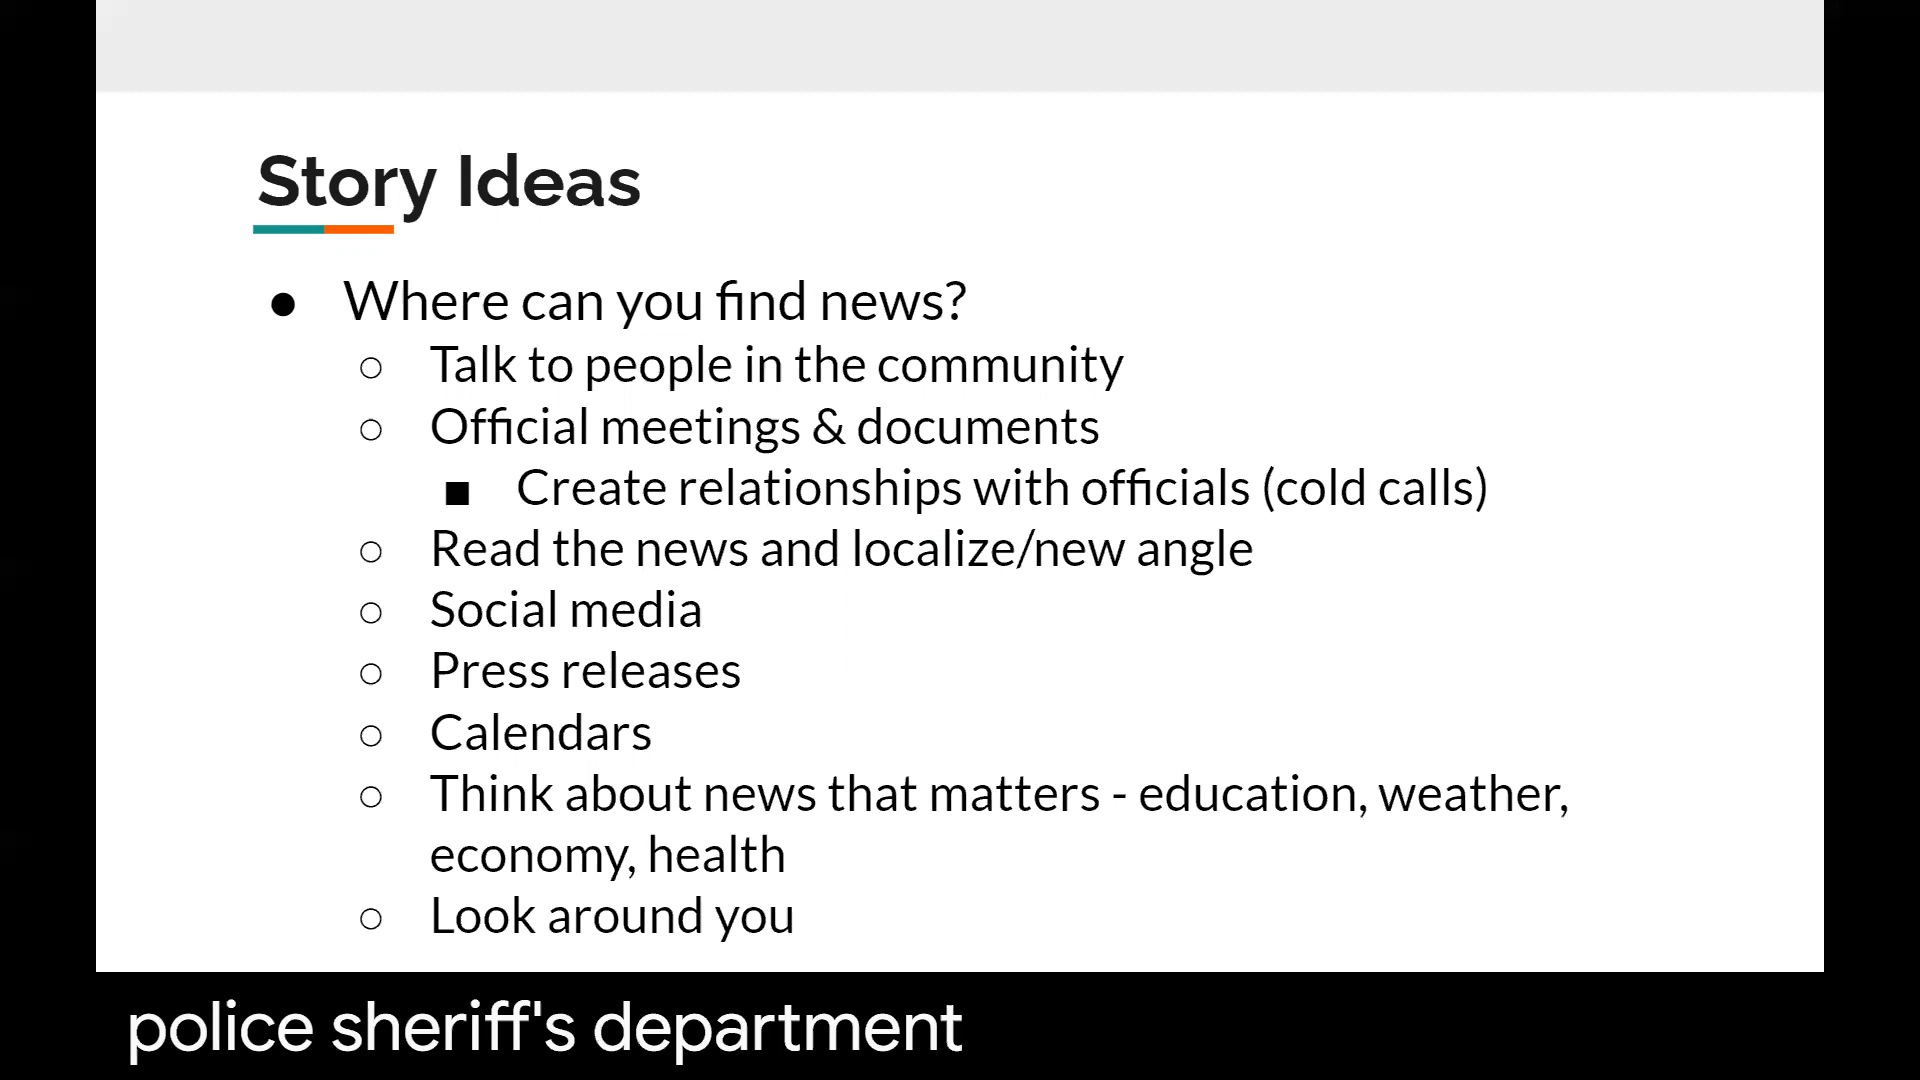 Story Ideas
● Where can you find news?
○ Talk to people in the community
○ Official meetings & documents
■ Create relationships with officials (cold calls)
○ Read the news and localize/new angle
○ Social media
○ Press releases
○ Calendars
○ Think about news that matters - education, weather,
economy, health
○ Look around you
police sheriff's department